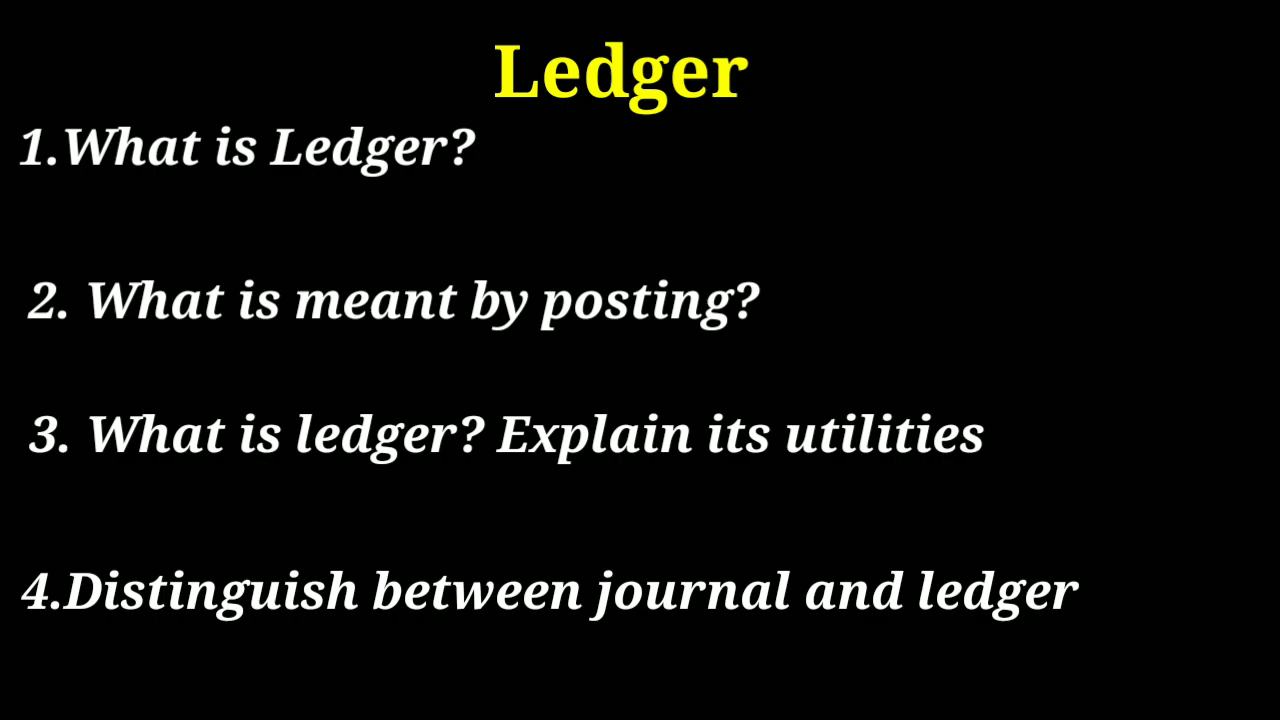 Ledger
1.What is Ledger?
2. What is meant by posting?
3. What is ledger? Explain its utilities
4.Distinguish between journal and ledger